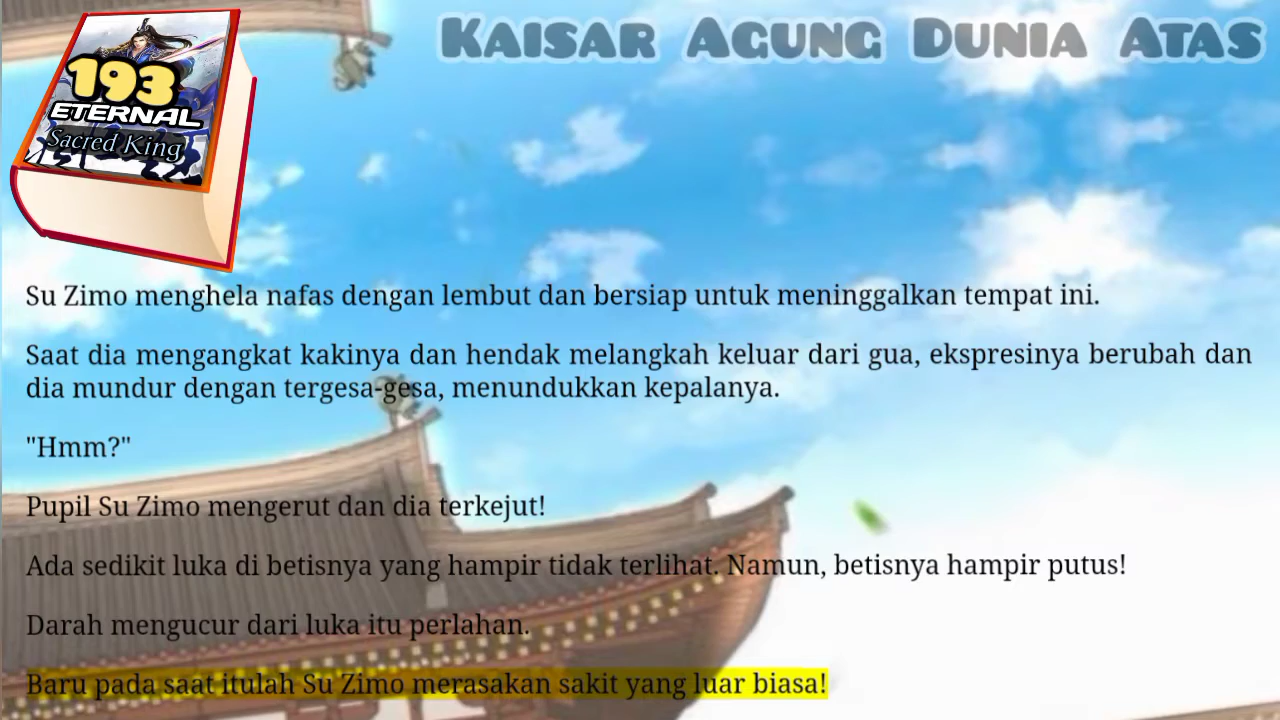 Kaisar Agung Dunia Atas
193
ETERNAL
Sacred King
Su Zimo menghela nafas dengan lembut dan bersiap untuk meninggalkan tempat ini.
Saat dia mengangkat kakinya dan hendak melangkah keluar dari gua, ekspresinya berubah dan
dia mundur dengan tergesa-gesa, menundukkan kepalanya.
"Hmm?"
Pupil Su Zimo mengerut dan dia terkejut!
Ada sedikit luka di betisnya yang hampir tidak terlihat. Namun, betisnya hampir putus!
Darah mengucur dari luka itu perlahan.
Baru pada saat itulah Su Zimo merasakan sakit yang luar biasa!